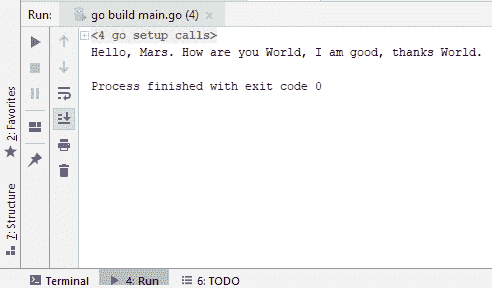 Run: go build main.go (4)
<4 go setup calls>
Hello, Mars. How are you World, I am good, thanks World.
Process finished with exit code 0
2: Favorites
7: Structure
Terminal 4: Run 6: TODO